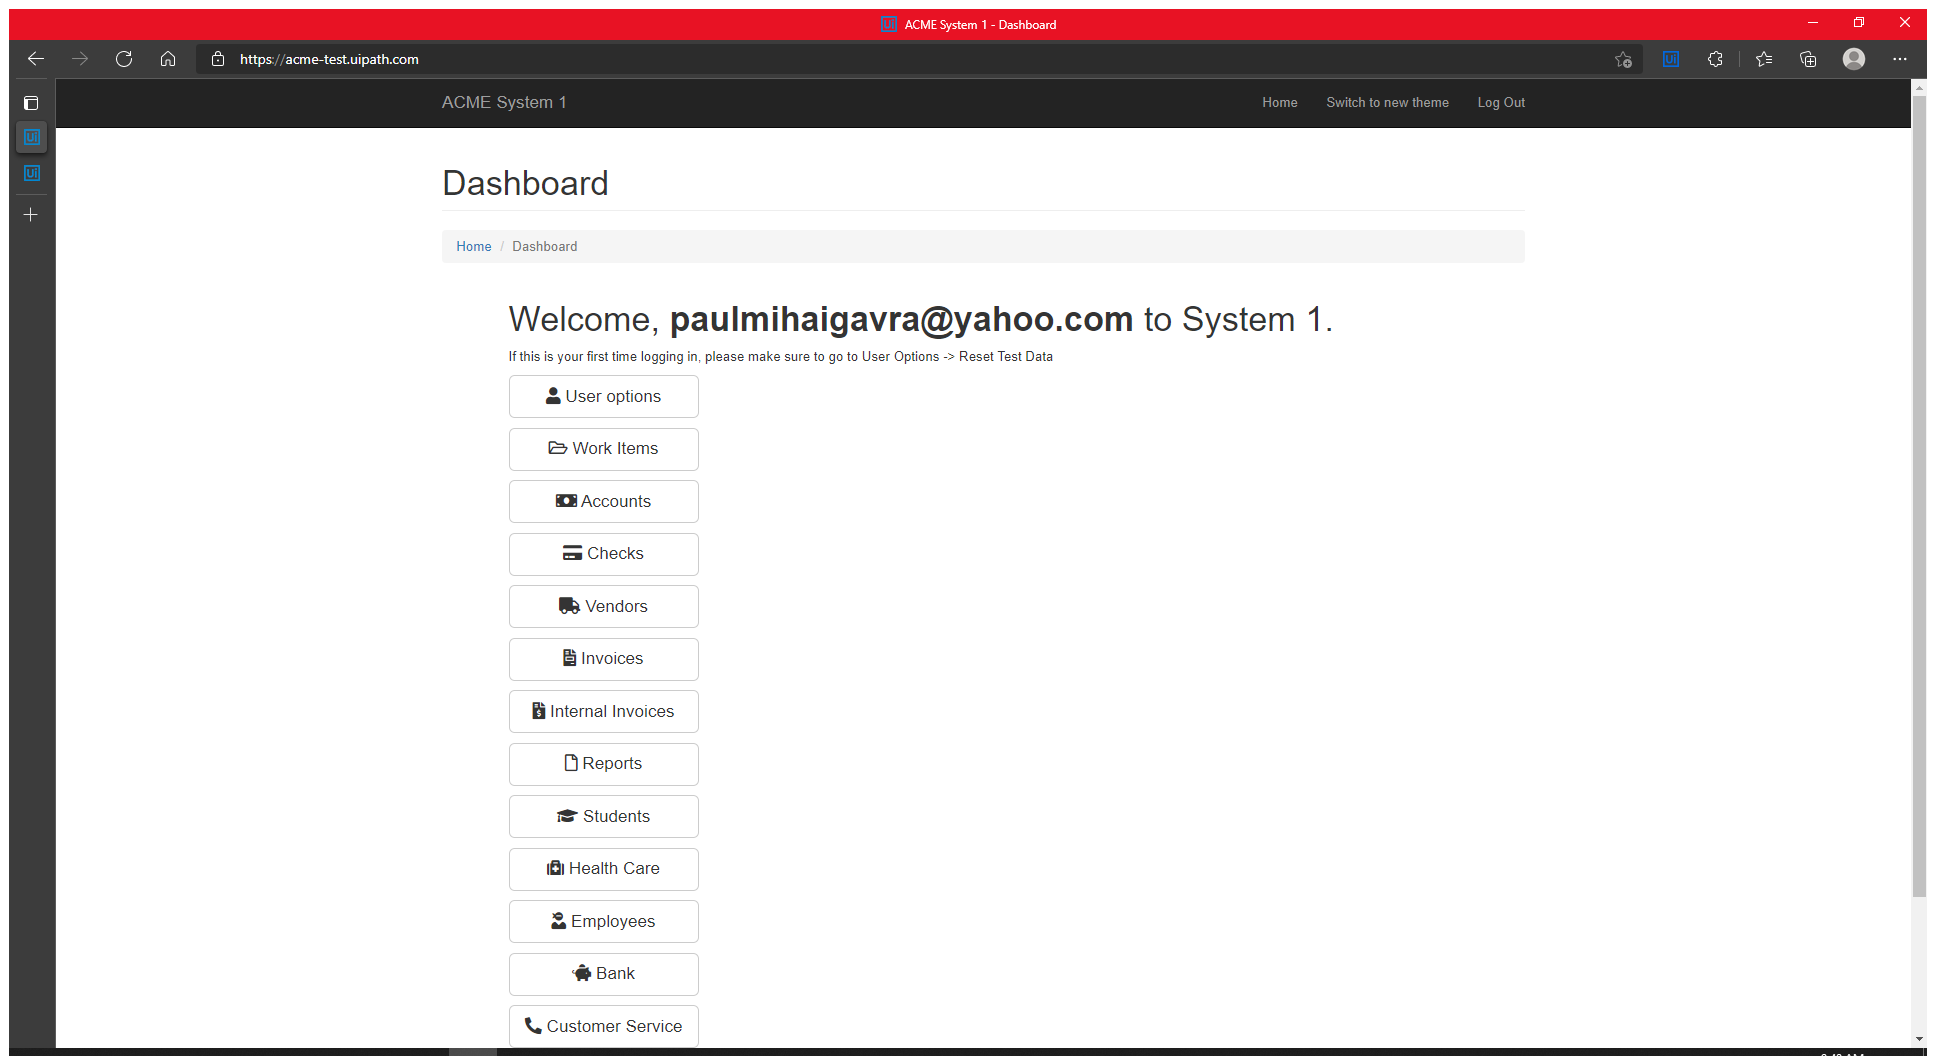 ACME System 1 - Dashboard
https://acme-test.uipath.com
ACME System 1
Home
Switch to new theme
Log Out
Dashboard
Home / Dashboard
Welcome, paulmihaigavra@yahoo.com to System 1.
If this is your first time logging in, please make sure to go to User Options -> Reset Test Data
User options
Work Items
Accounts
Checks
Vendors
Invoices
Internal Invoices
Reports
Students
Health Care
Employees
Bank
Customer Service